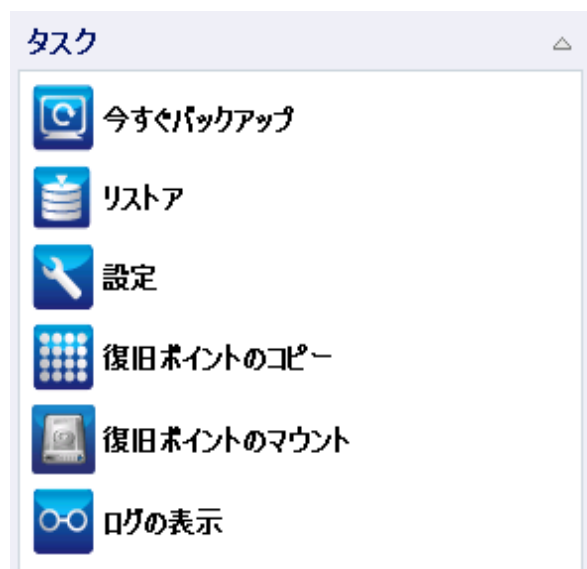 タスク
今すぐバックアップ
リストア
設定
復旧ポイントのコピー
復旧ポイントのマウント
ログの表示